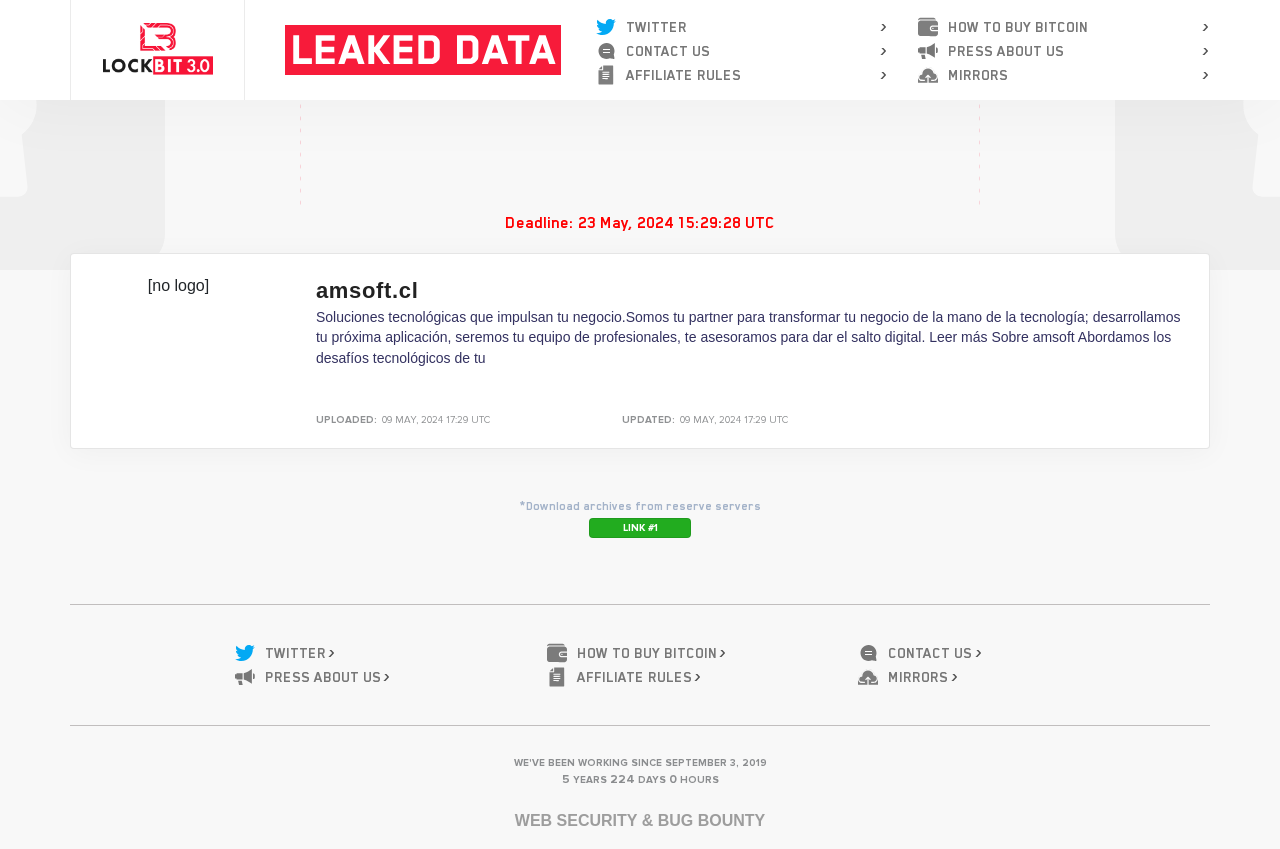 LOCKBIT 3.0
LEAKED DATA
TWITTER
CONTACT US
AFFILIATE RULES
HOW TO BUY BITCOIN
PRESS ABOUT US
MIRRORS
Deadline: 23 May, 2024 15:29:28 UTC
[no logo]
amsoft.cl
Soluciones tecnológicas que impulsan tu negocio.Somos tu partner para transformar tu negocio de la mano de la tecnología; desarrollamos
tu próxima aplicación, seremos tu equipo de profesionales, te asesoramos para dar el salto digital. Leer más Sobre amsoft Abordamos los
desafíos tecnológicos de tu
UPLOADED: 09 MAY, 2024 17:29 UTC
UPDATED: 09 MAY, 2024 17:29 UTC
*Download archives from reserve servers
LINK #1
TWITTER
PRESS ABOUT US
HOW TO BUY BITCOIN
AFFILIATE RULES
CONTACT US
MIRRORS
WE'VE BEEN WORKING SINCE SEPTEMBER 3, 2019
5 YEARS 224 DAYS 0 HOURS
WEB SECURITY & BUG BOUNTY